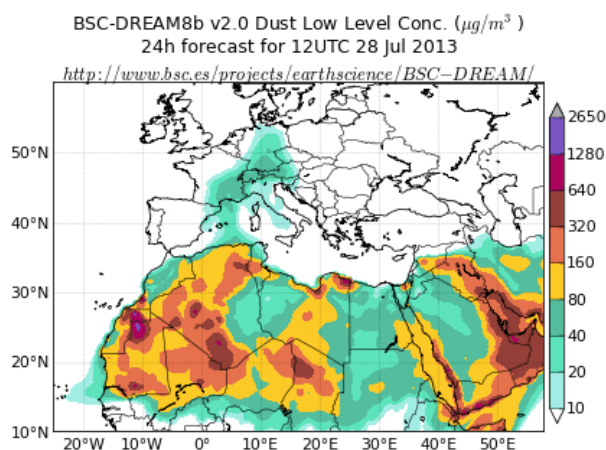 BSC-DREAM8b v2.0 Dust Low Level Conc. (μg/m³ )
24h forecast for 12UTC 28 Jul 2013
http://www.bsc.es/projects/earthscience/BSC−DREAM/
2650
1280
640
320
160
80
40
20
10
50°N
40°N
30°N
20°N
10°N
20°W 10°W 0° 10°E 20°E 30°E 40°E 50°E